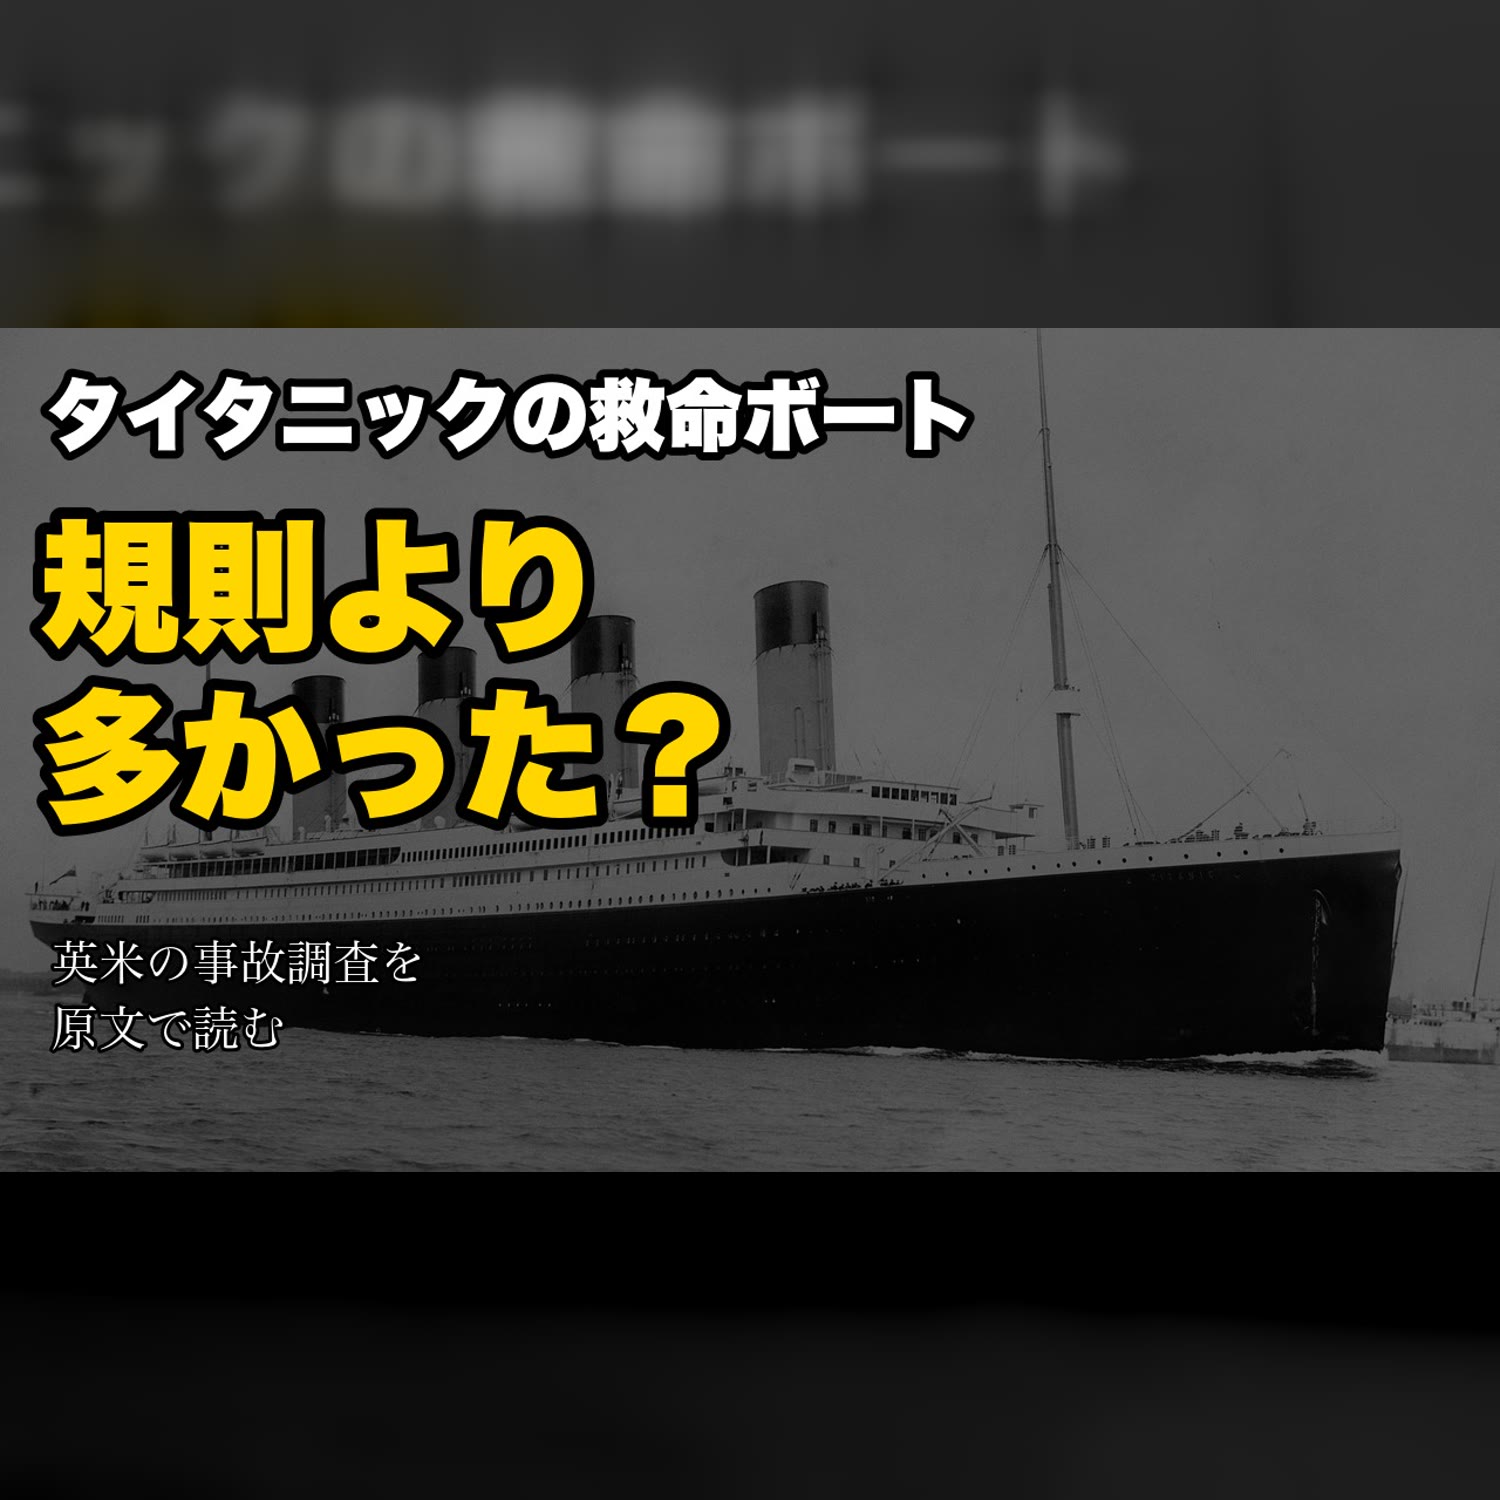 タイタニックの救命ボート
規則より
多かった？
英米の事故調査を
原文で読む